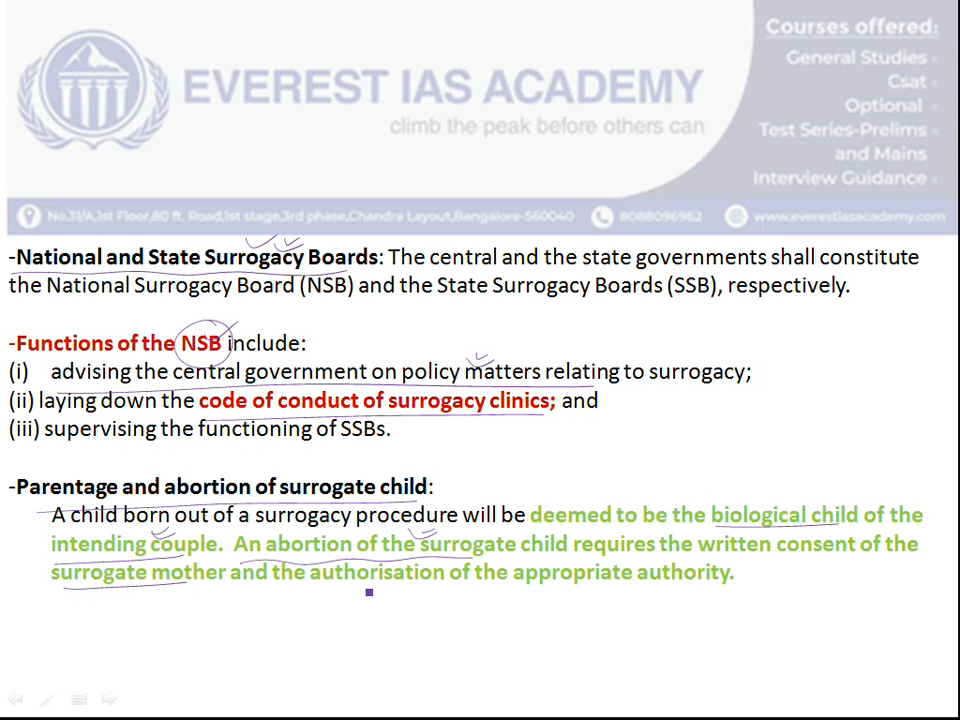 Courses offered:
General Studies
Csat
EVEREST IAS ACADEMY
Optional
climb the peak before others can
Test Series-Prelims
and Mains
Interview Guidance
No.31/A,1st Floor,80 ft. Road,1st stage,3rd phase,Chandra Layout,Bangalore-560040 8088096962 www.everestiasacademy.com
-National and State Surrogacy Boards: The central and the state governments shall constitute
the National Surrogacy Board (NSB) and the State Surrogacy Boards (SSB), respectively.
-Functions of the NSB include:
(i) advising the central government on policy matters relating to surrogacy;
(ii) laying down the code of conduct of surrogacy clinics; and
(iii) supervising the functioning of SSBs.
-Parentage and abortion of surrogate child:
A child born out of a surrogacy procedure will be deemed to be the biological child of the
intending couple. An abortion of the surrogate child requires the written consent of the
surrogate mother and the authorisation of the appropriate authority.